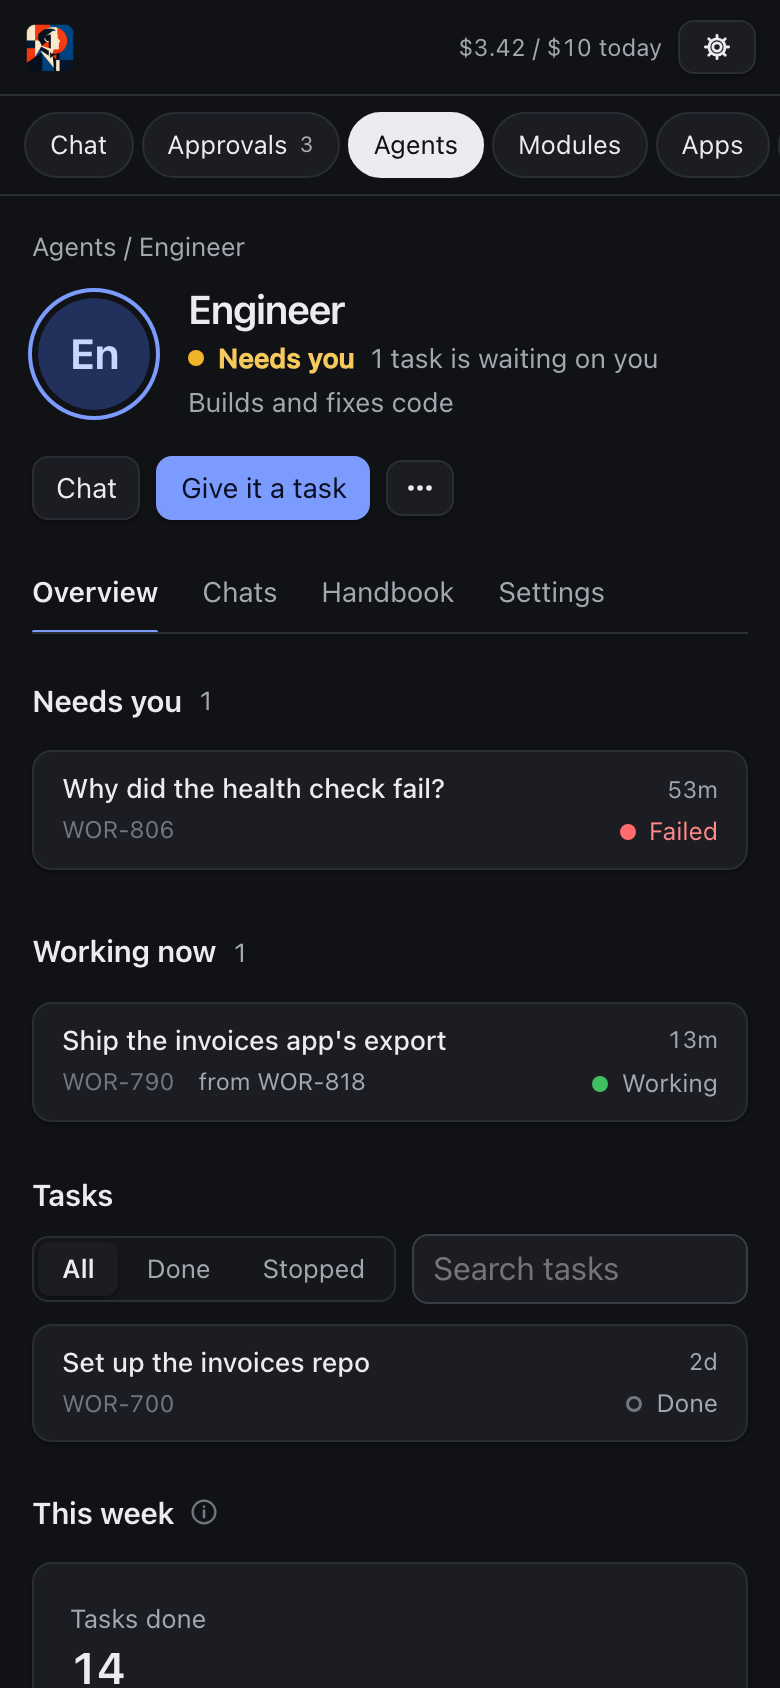 $3.42 / $10 today
Chat
Approvals 3
Agents
Modules
Apps
Agents / Engineer
En
Engineer
Needs you 1 task is waiting on you
Builds and fixes code
Chat
Give it a task
Overview
Chats
Handbook
Settings
Needs you 1
Why did the health check fail? 53m
WOR-806 Failed
Working now 1
Ship the invoices app's export 13m
WOR-790 from WOR-818 Working
Tasks
All
Done
Stopped
Search tasks
Set up the invoices repo 2d
WOR-700 Done
This week
Tasks done
14